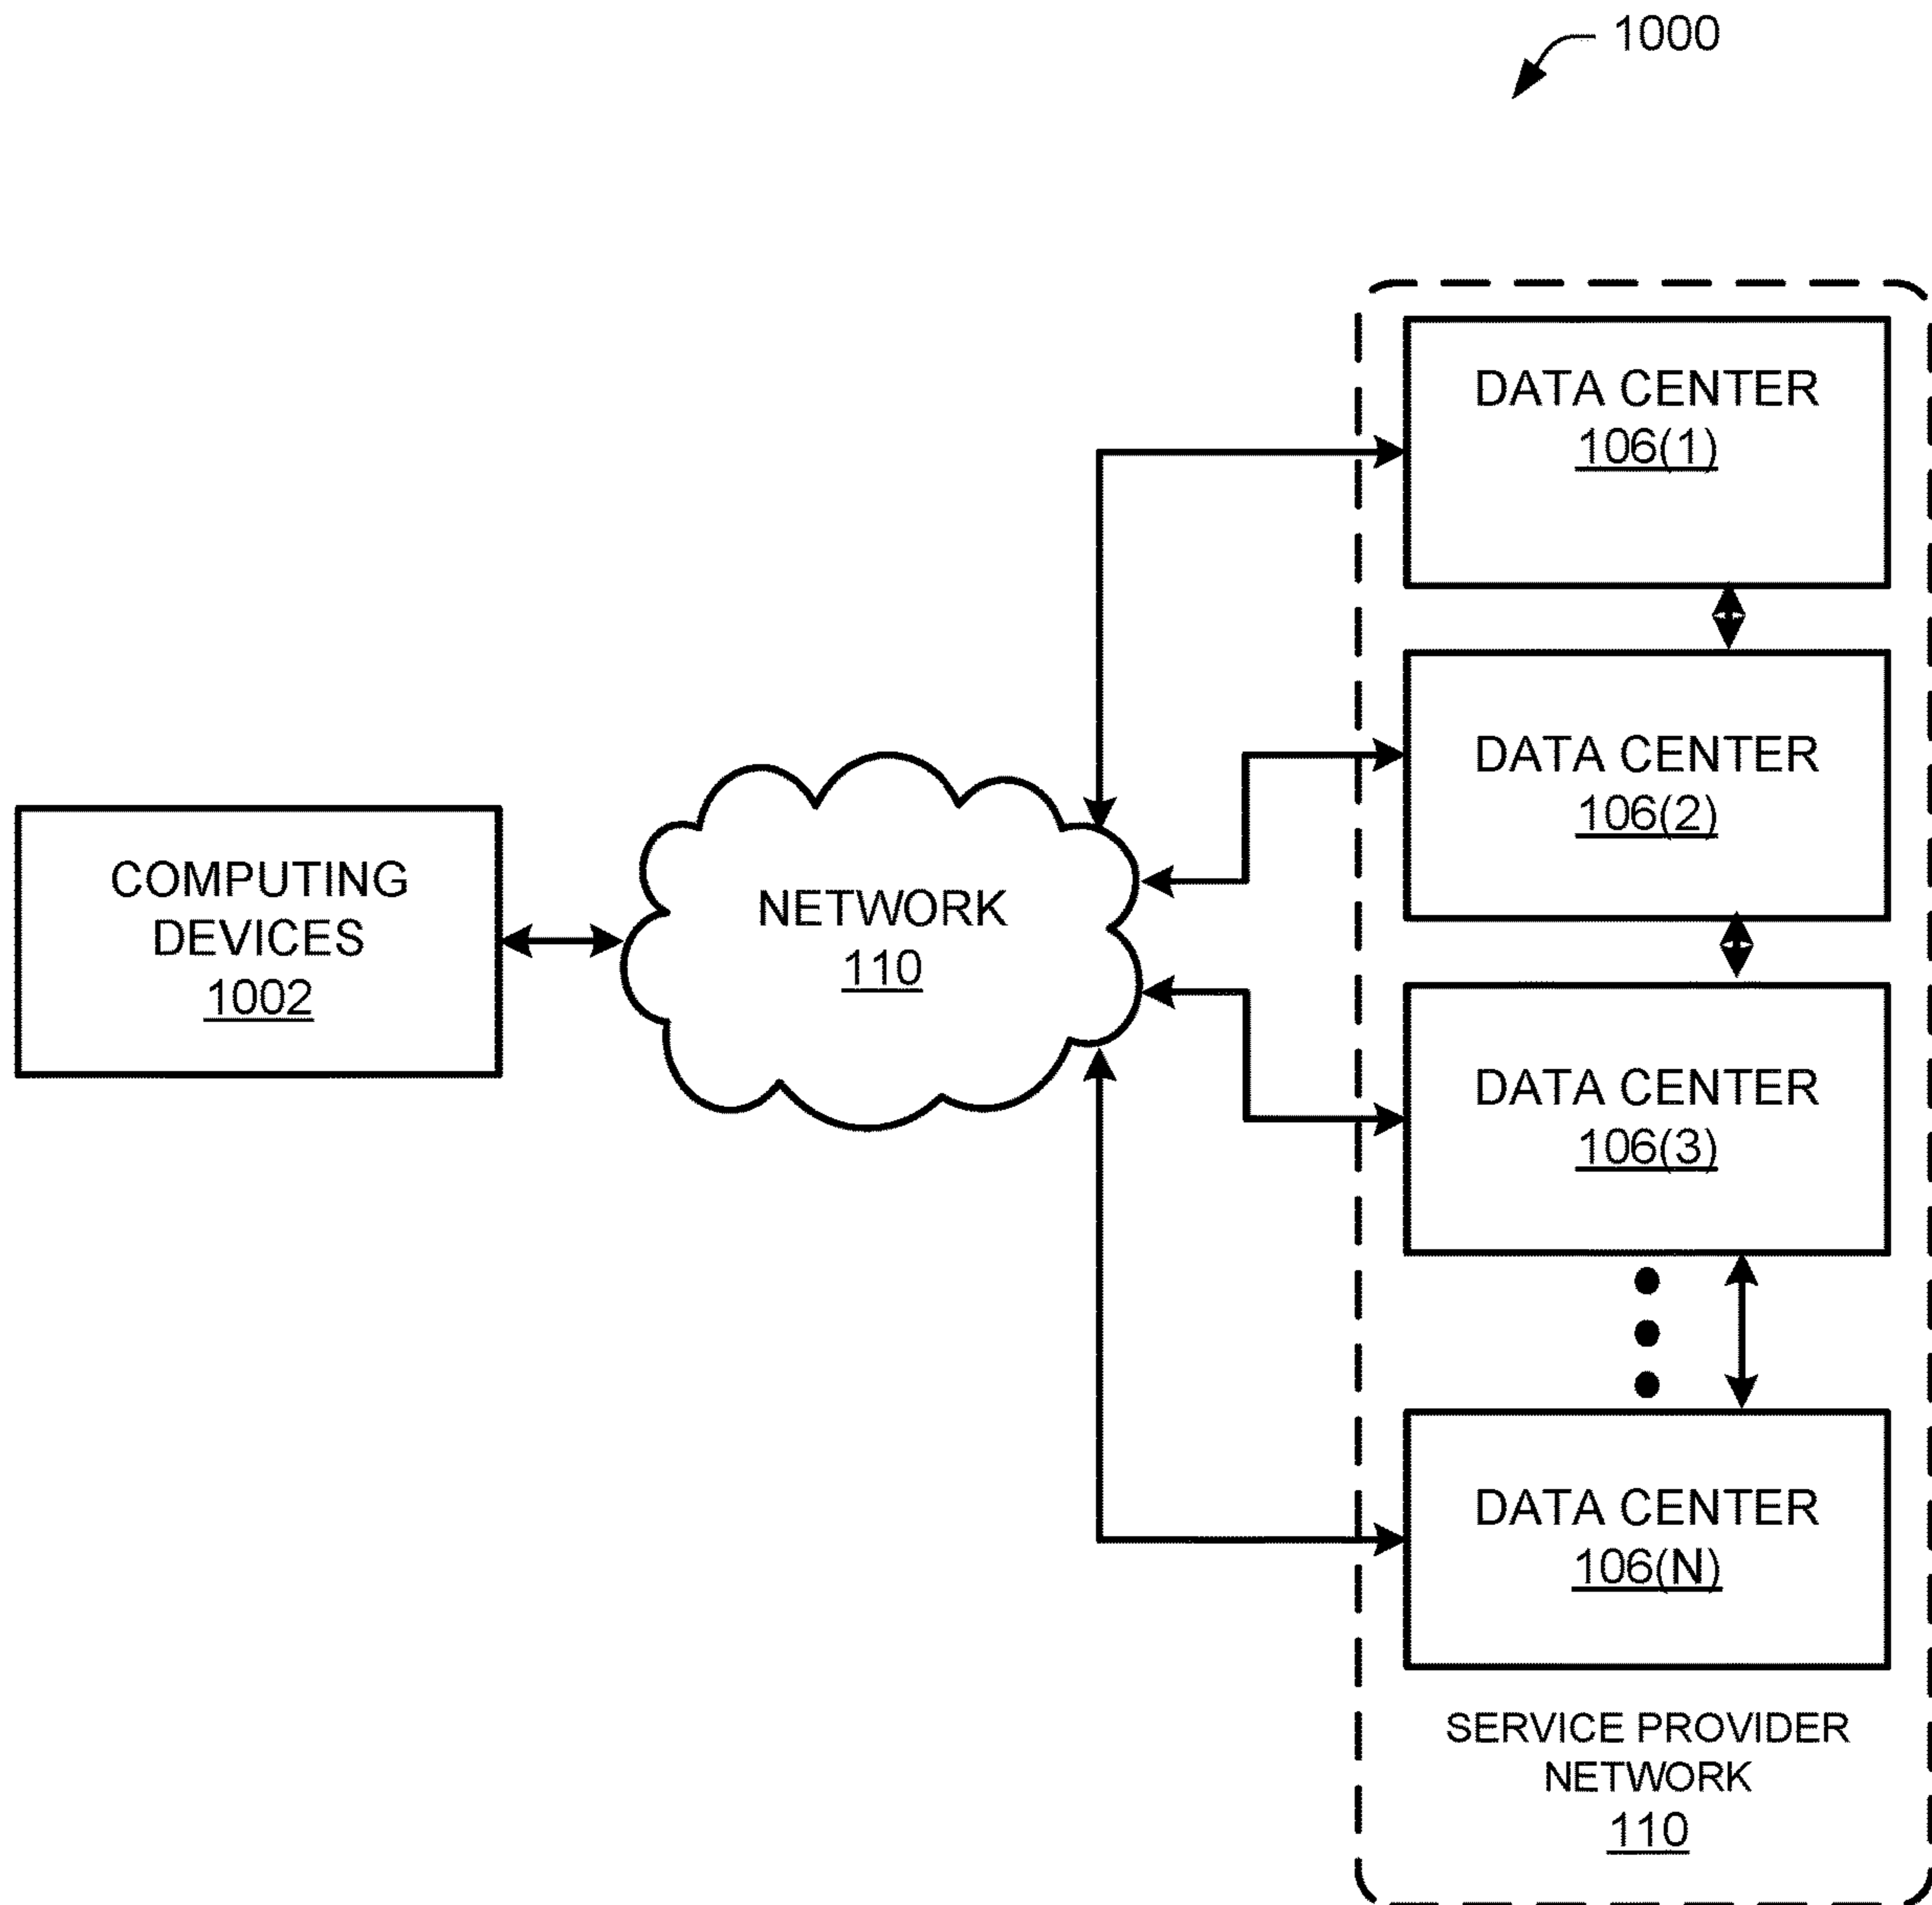 1000
DATA CENTER
106(1)
DATA CENTER
106(2)
COMPUTING
DEVICES
1002
NETWORK
110
DATA CENTER
106(3)
DATA CENTER
106(N)
SERVICE PROVIDER
NETWORK
110